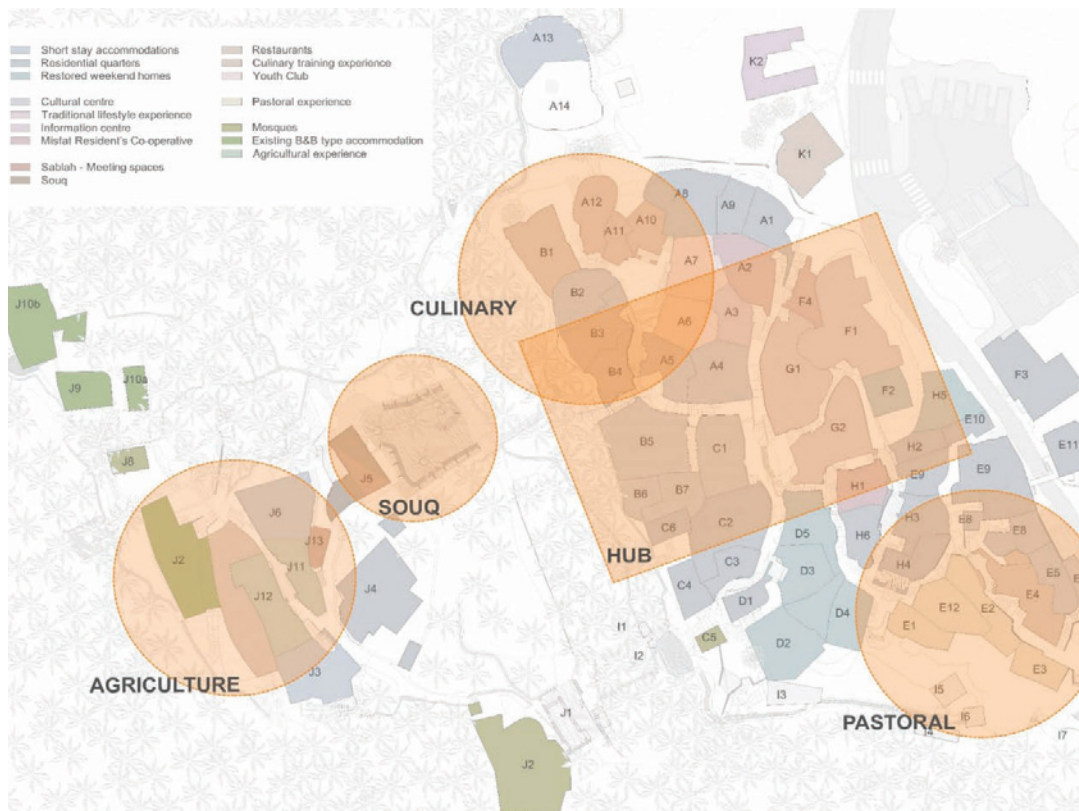 Short stay accommodations
Residential quarters
Restored weekend homes
Cultural centre
Traditional lifestyle experience
Information centre
Misfat Resident's Co-operative
Sablah - Meeting spaces
Souq
Restaurants
Culinary training experience
Youth Club
Pastoral experience
Mosques
Existing B&B type accommodation
Agricultural experience
A13
A14
K2
K1
A12
A10
A11
A8
A9
A1
B1
A7
A2
B2
CULINARY
B3
A6
A3
F4
F1
B4
A5
A4
G1
F2
F3
J10b
J9
J10a
H5
E10
B5
C1
G2
H2
E11
J8
J5
SOUQ
B6
B7
H1
E9
E9
J6
C6
C2
H3
E8
E8
J2
J13
J11
HUB
D5
H6
H4
E5
J12
J4
C4
C3
D3
E4
D1
D4
E12
E2
E1
I1
C5
D2
I2
E3
AGRICULTURE
J3
I3
I5
J1
PASTORAL
I6
I4
I7
J2